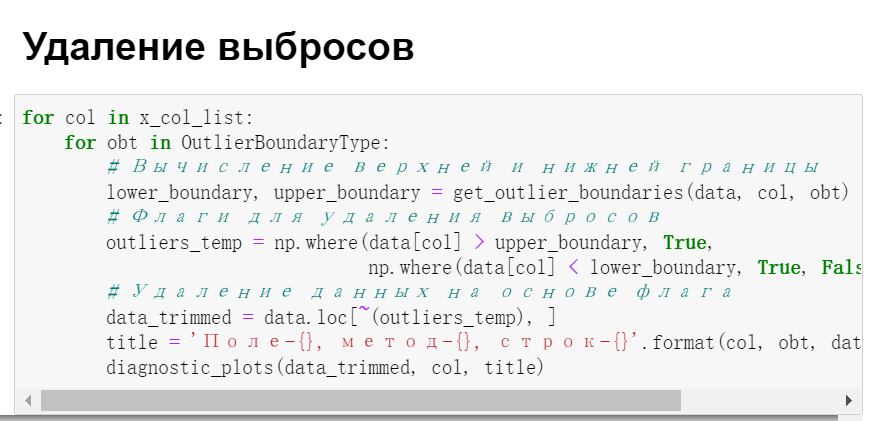 Удаление выбросов
for col in x_col_list:
    for obt in OutlierBoundaryType:
        # Вычисление верхней и нижней границы
        lower_boundary, upper_boundary = get_outlier_boundaries(data, col, obt)
        # Флаги для удаления выбросов
        outliers_temp = np.where(data[col] > upper_boundary, True,
                                 np.where(data[col] < lower_boundary, True, Fals
        # Удаление данных на основе флага
        data_trimmed = data.loc[~(outliers_temp), ]
        title = 'Поле-{}, метод-{}, строк-{}'.format(col, obt, dat
        diagnostic_plots(data_trimmed, col, title)